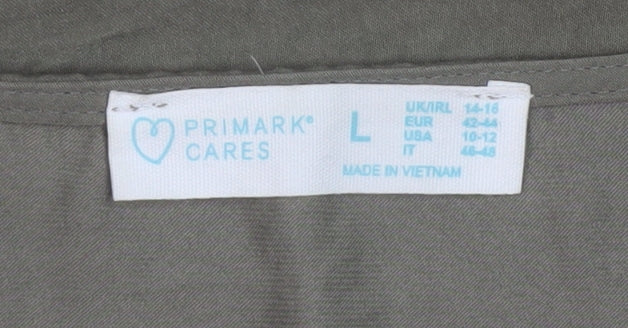 PRIMARK®
CARES
L
UK/IRL 14-16
EUR 42-44
USA 10-12
IT 46-48
MADE IN VIETNAM